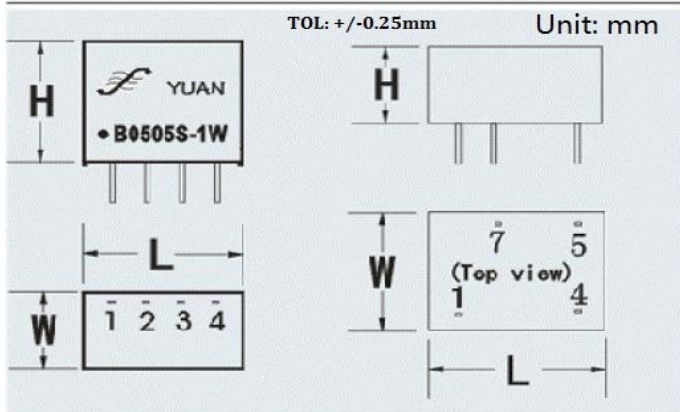 TOL: +/-0.25mm
Unit: mm
H
YUAN
B0505S-1W
L
W
1 2 3 4
H
W
7 5
(Top view)
1 4
L